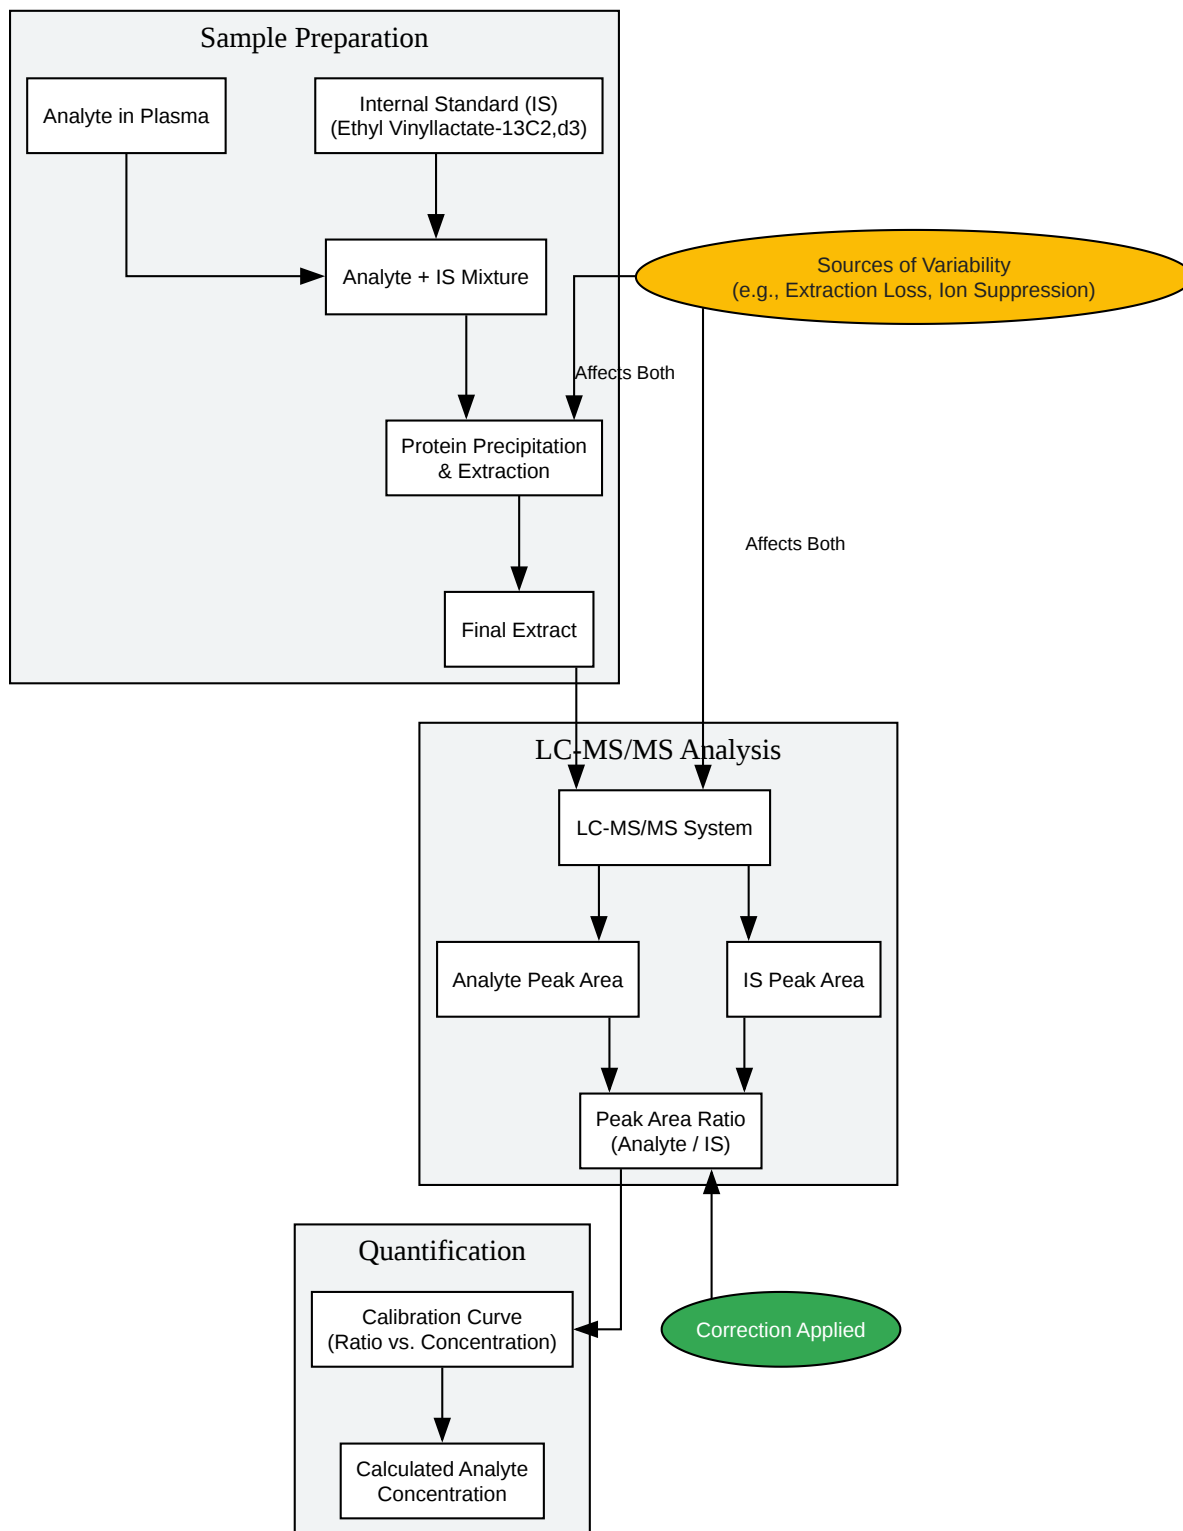 Sample Preparation
Analyte in Plasma
Internal Standard (IS)
(Ethyl Vinyllactate-13C2,d3)
Analyte + IS Mixture
Sources of Variability
(e.g., Extraction Loss, Ion Suppression)
Affects Both
Protein Precipitation
& Extraction
Affects Both
Final Extract
LC-MS/MS Analysis
LC-MS/MS System
Analyte Peak Area
IS Peak Area
Peak Area Ratio
(Analyte / IS)
Quantification
Calibration Curve
(Ratio vs. Concentration)
Correction Applied
Calculated Analyte
Concentration